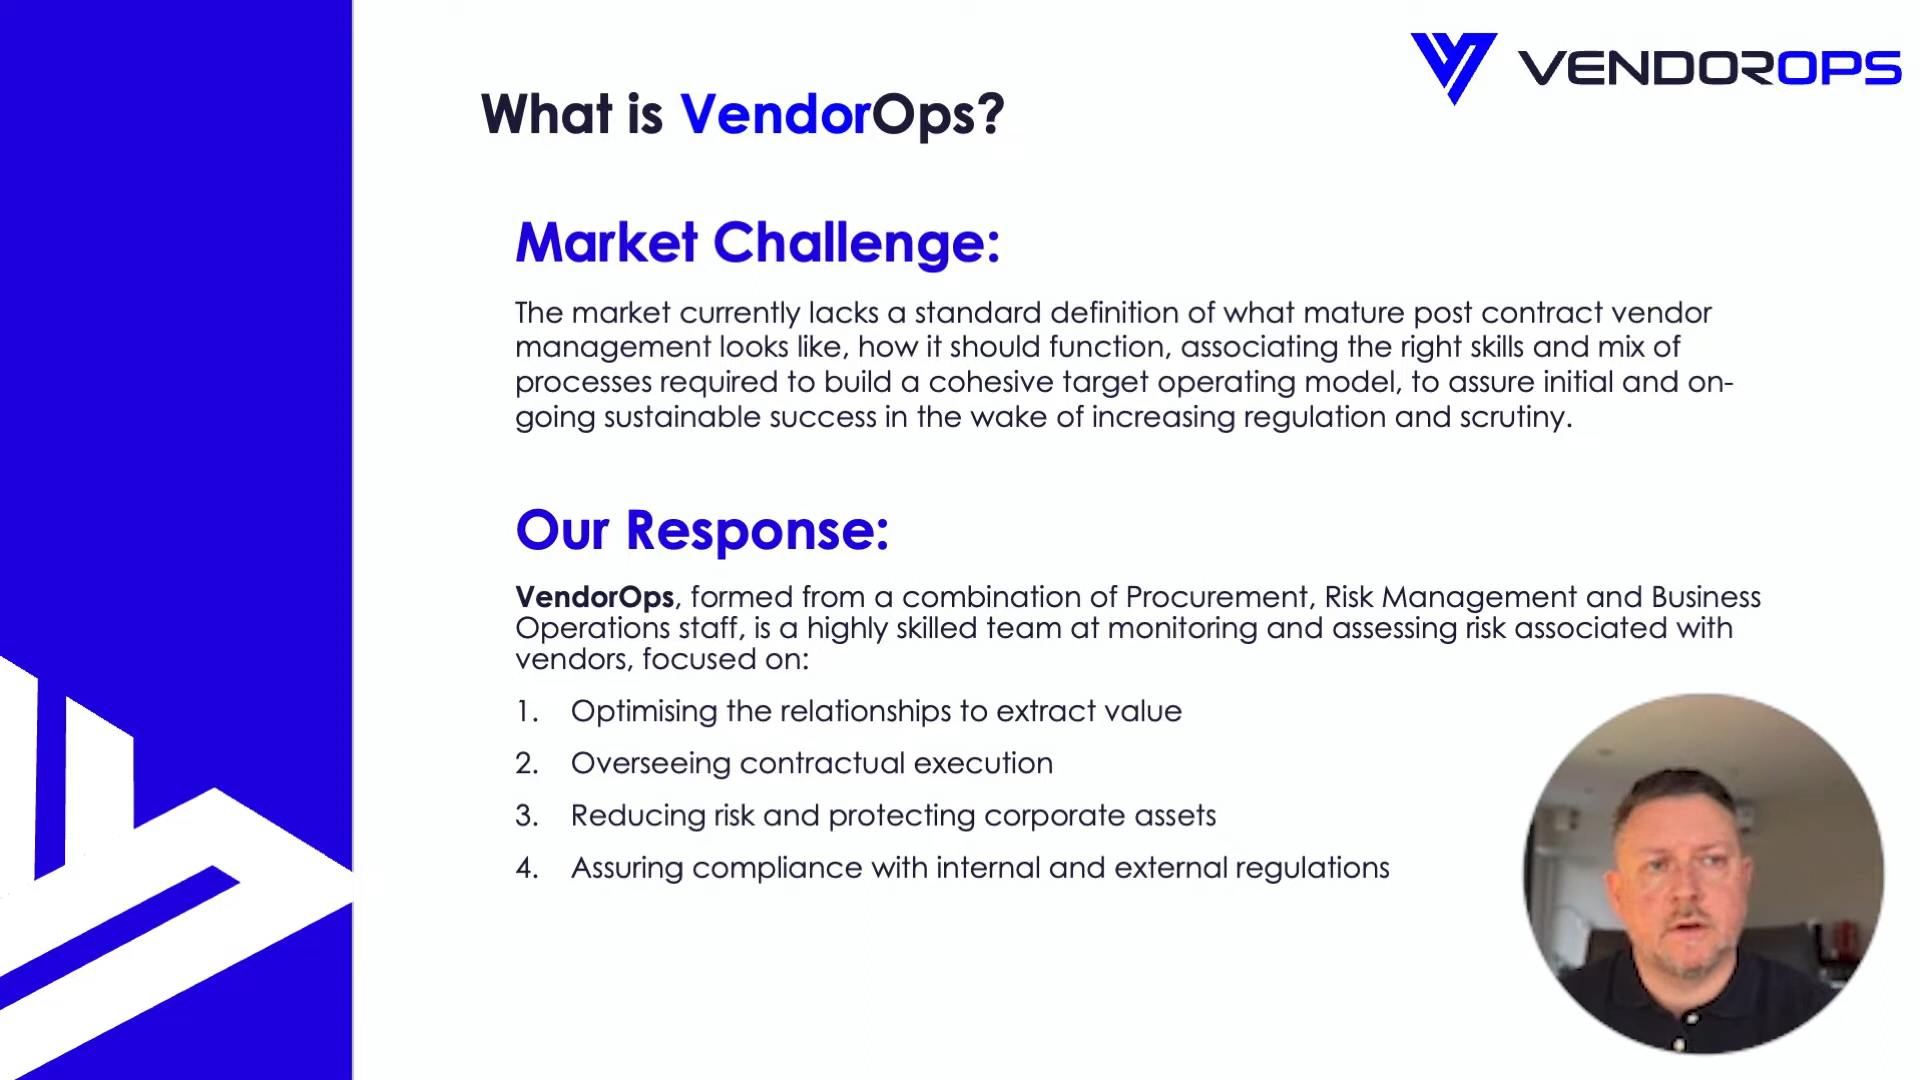 VENDOROPS
What is VendorOps?
Market Challenge:
The market currently lacks a standard definition of what mature post contract vendor
management looks like, how it should function, associating the right skills and mix of
processes required to build a cohesive target operating model, to assure initial and on-
going sustainable success in the wake of increasing regulation and scrutiny.
Our Response:
VendorOps, formed from a combination of Procurement, Risk Management and Business
Operations staff, is a highly skilled team at monitoring and assessing risk associated with
vendors, focused on:
1. Optimising the relationships to extract value
2. Overseeing contractual execution
3. Reducing risk and protecting corporate assets
4. Assuring compliance with internal and external regulations